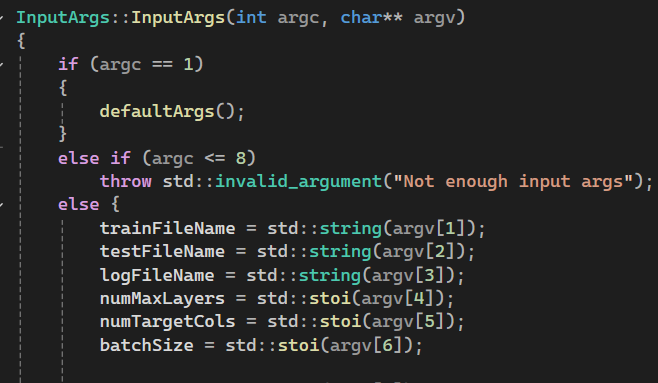 InputArgs::InputArgs(int argc, char** argv)
{
    if (argc == 1)
    {
        defaultArgs();
    }
    else if (argc <= 8)
        throw std::invalid_argument("Not enough input args");
    else {
        trainFileName = std::string(argv[1]);
        testFileName = std::string(argv[2]);
        logFileName = std::string(argv[3]);
        numMaxLayers = std::stoi(argv[4]);
        numTargetCols = std::stoi(argv[5]);
        batchSize = std::stoi(argv[6]);